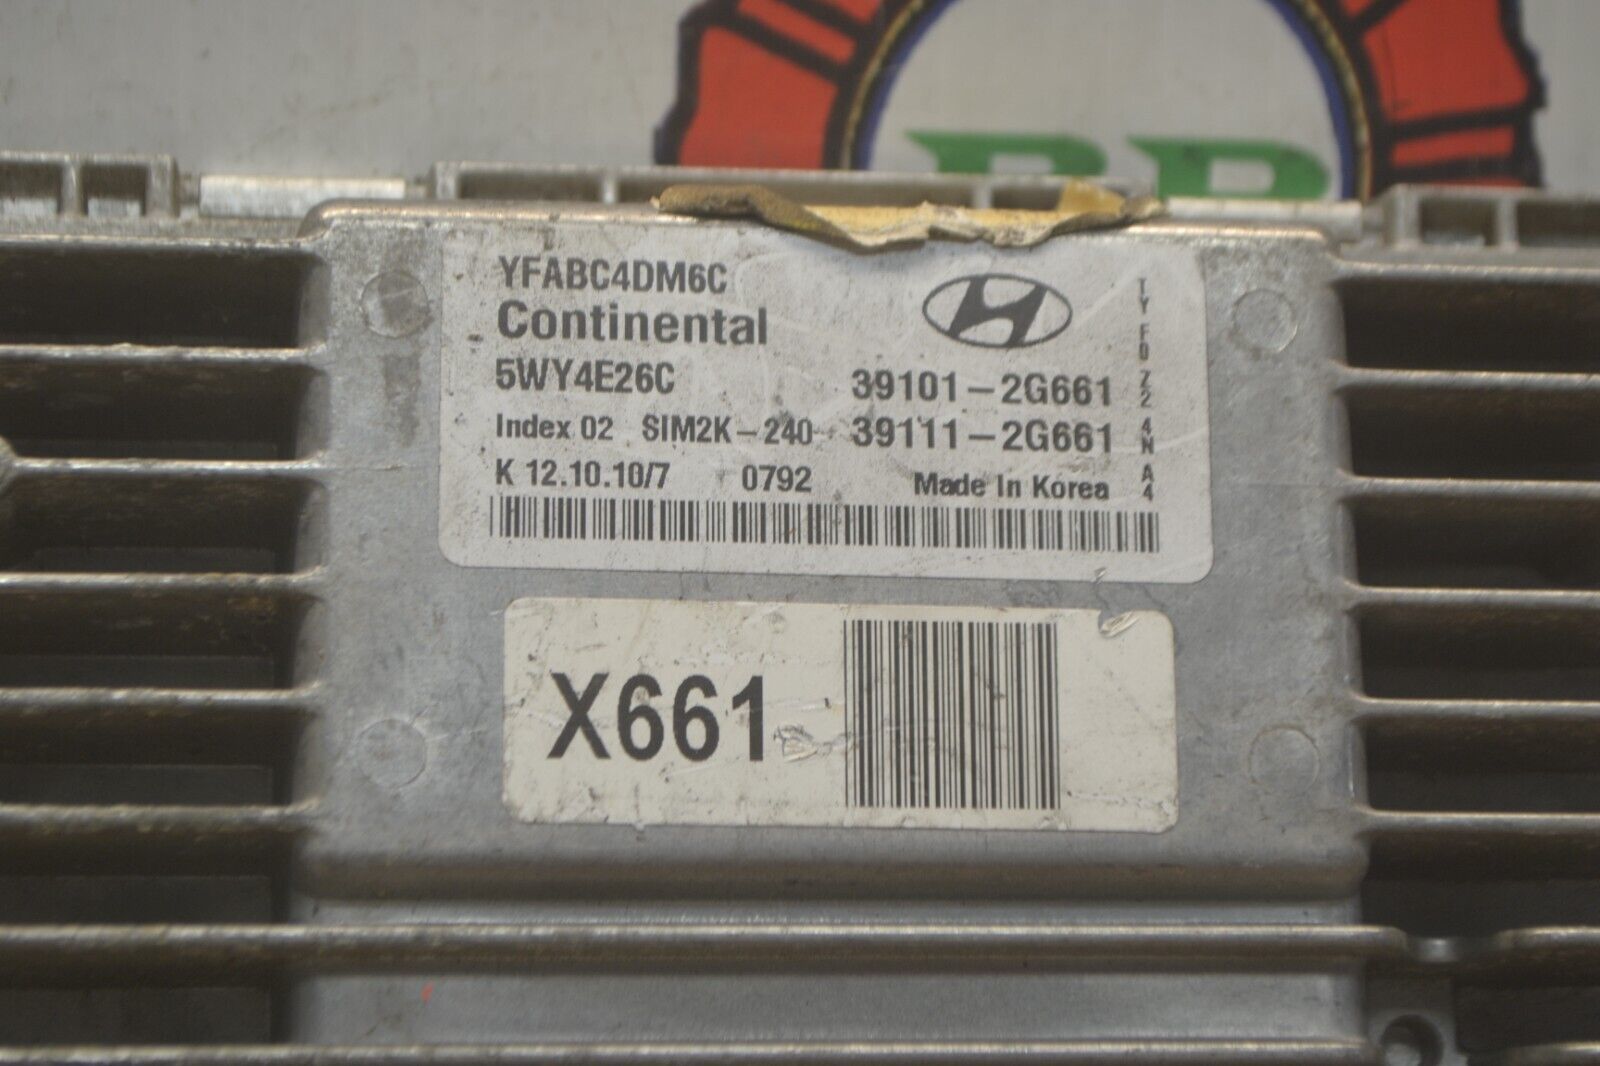 YFABC4DM6C
Continental
5WY4E26C 39101-2G661
Index 02 SIM2K-240 39111-2G661
K 12.10.10/7 0792 Made In Korea
X661